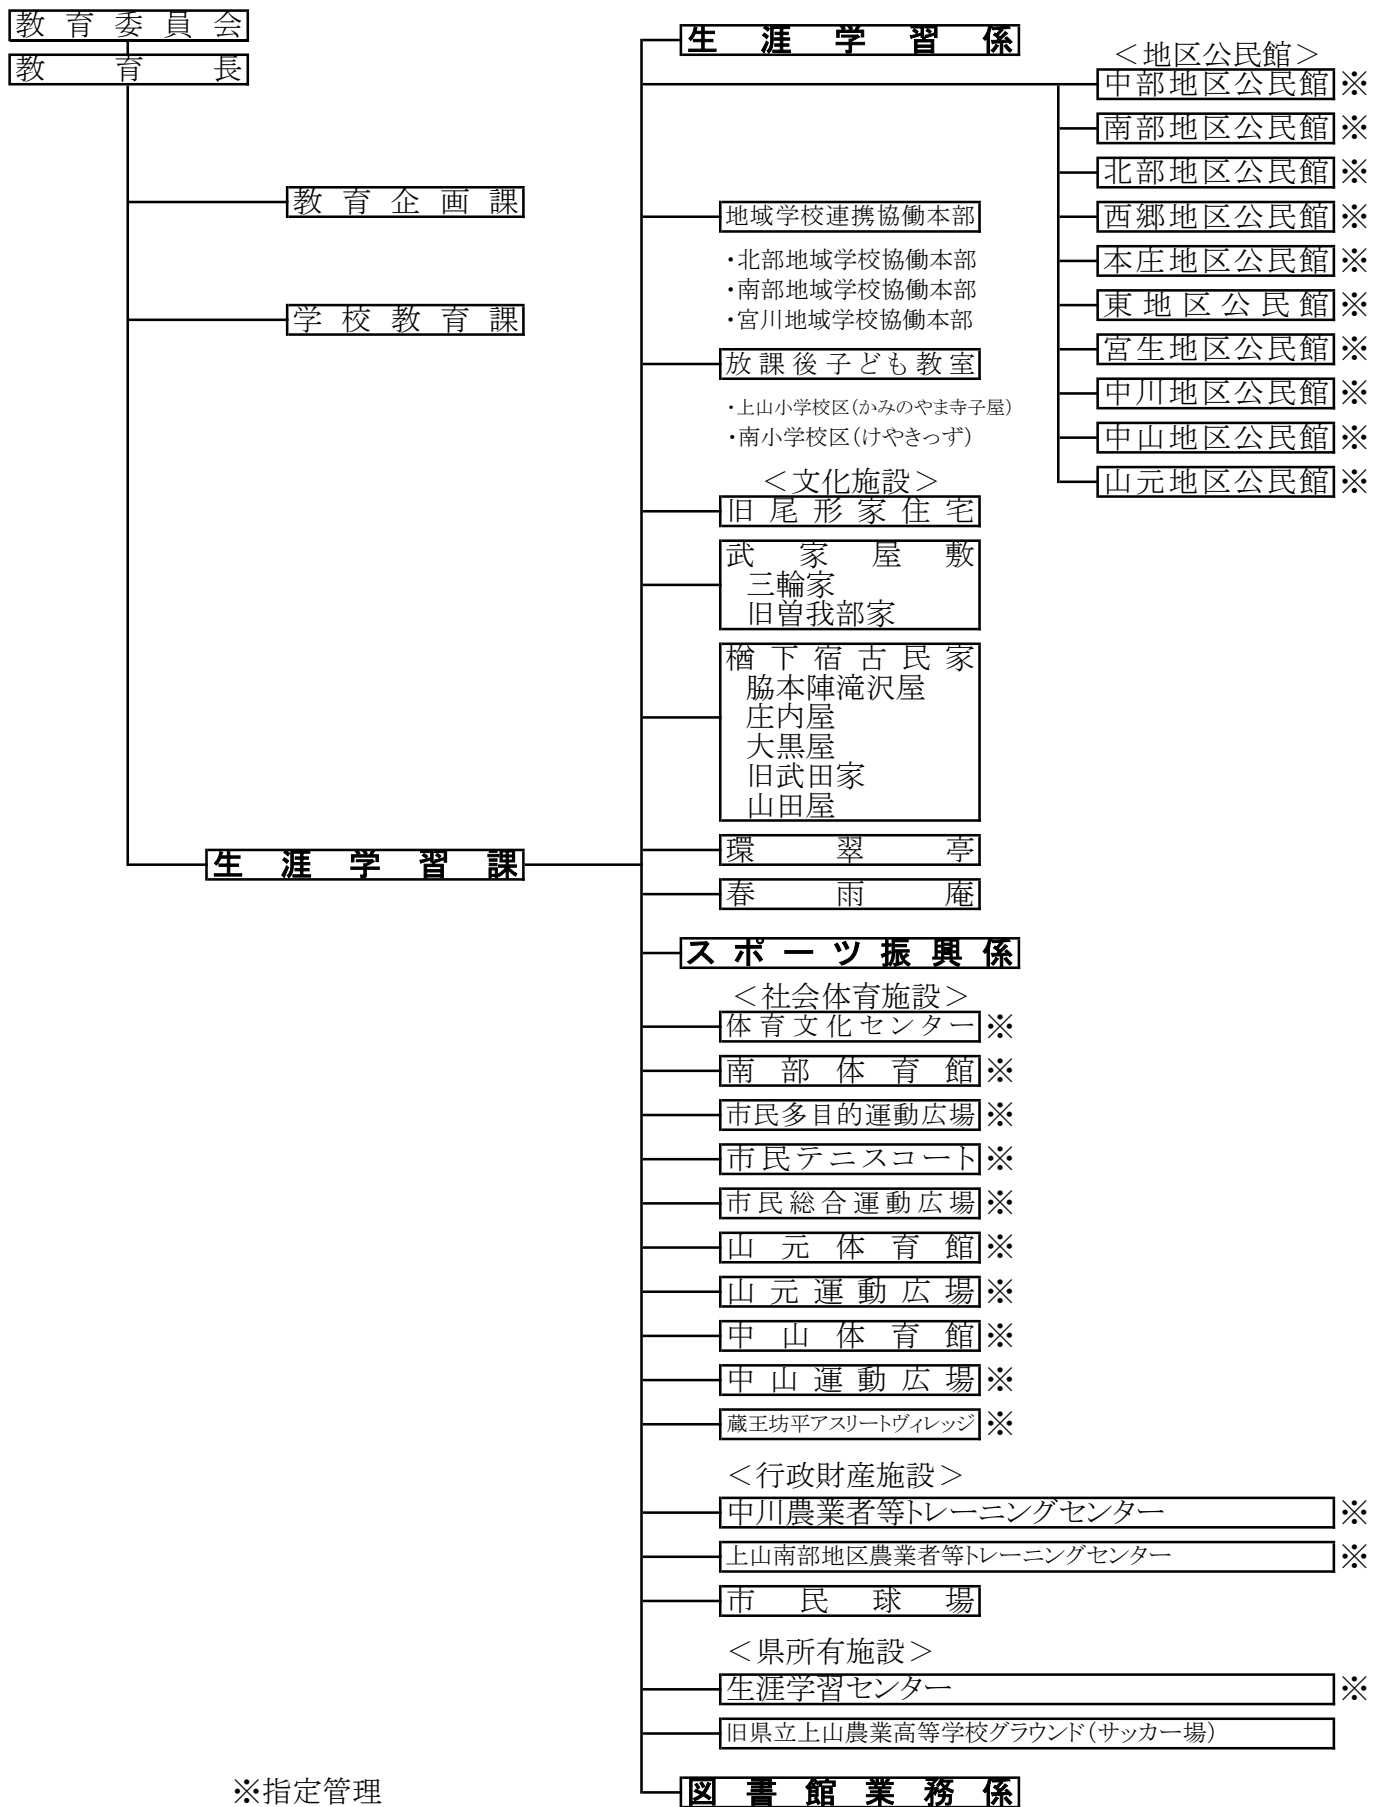 教育委員会
教育長
教育企画課
学校教育課
生涯学習課
生涯学習係
＜地区公民館＞
中部地区公民館※
南部地区公民館※
北部地区公民館※
西郷地区公民館※
本庄地区公民館※
東地区公民館※
宮生地区公民館※
中川地区公民館※
中山地区公民館※
山元地区公民館※
地域学校連携協働本部
・北部地域学校協働本部
・南部地域学校協働本部
・宮川地域学校協働本部
放課後子ども教室
・上山小学校区(かみのやま寺子屋)
・南小学校区(けやきっず)
＜文化施設＞
旧尾形家住宅
武家屋敷
三輪家
旧曽我部家
楢下宿古民家
脇本陣滝沢屋
庄内屋
大黒屋
旧武田家
山田屋
環翠亭
春雨庵
スポーツ振興係
＜社会体育施設＞
体育文化センター※
南部体育館※
市民多目的運動広場※
市民テニスコート※
市民総合運動広場※
山元体育館※
山元運動広場※
中山体育館※
中山運動広場※
蔵王坊平アスリートヴィレッジ※
＜行政財産施設＞
中川農業者等トレーニングセンター※
上山南部地区農業者等トレーニングセンター※
市民球場
＜県所有施設＞
生涯学習センター※
旧県立上山農業高等学校グラウンド(サッカー場)
図書館業務係
※指定管理